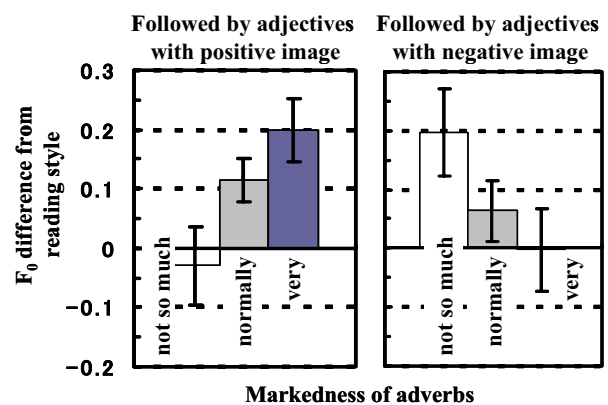 Followed by adjectives
with positive image
Followed by adjectives
with negative image
F0 difference from
reading style
0.3
0.2
0.1
0
-0.1
-0.2
not so much
normally
very
not so much
normally
very
Markedness of adverbs